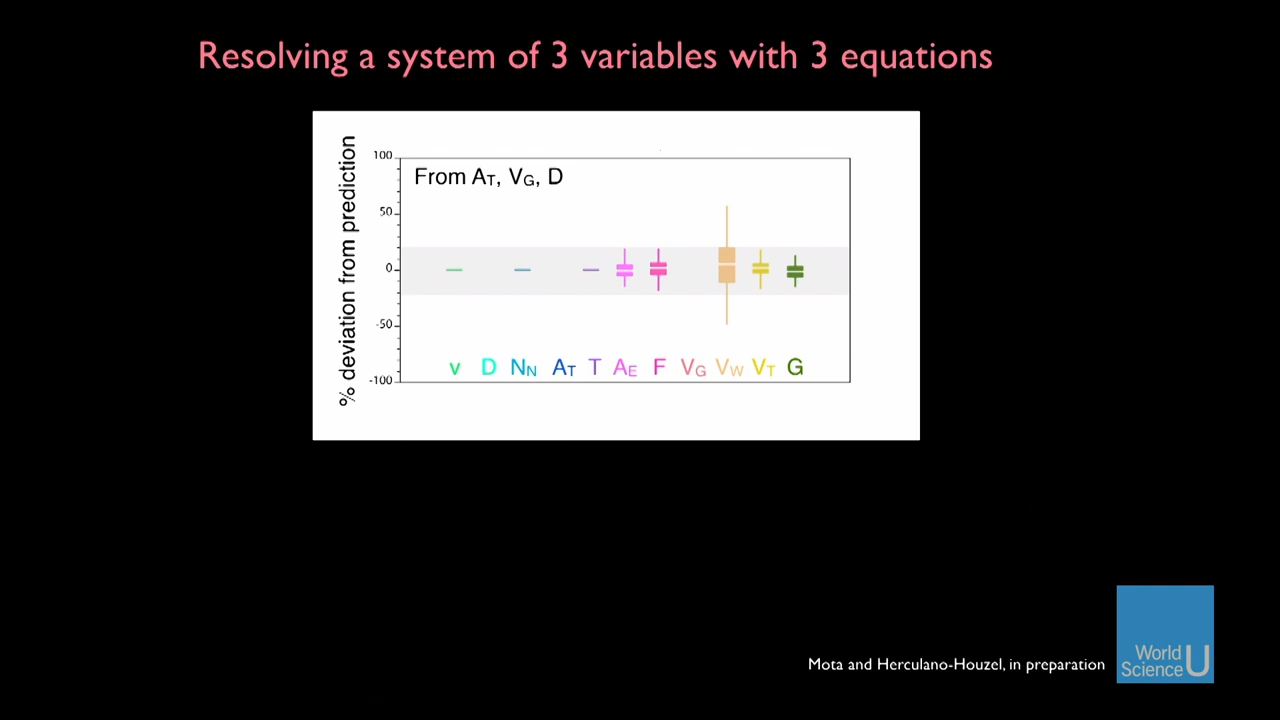 Resolving a system of 3 variables with 3 equations
% deviation from prediction
100
50
0
-50
-100
From AT, VG, D
v D NN AT T AE F VG VW VT G
Mota and Herculano-Houzel, in preparation
World
Science U